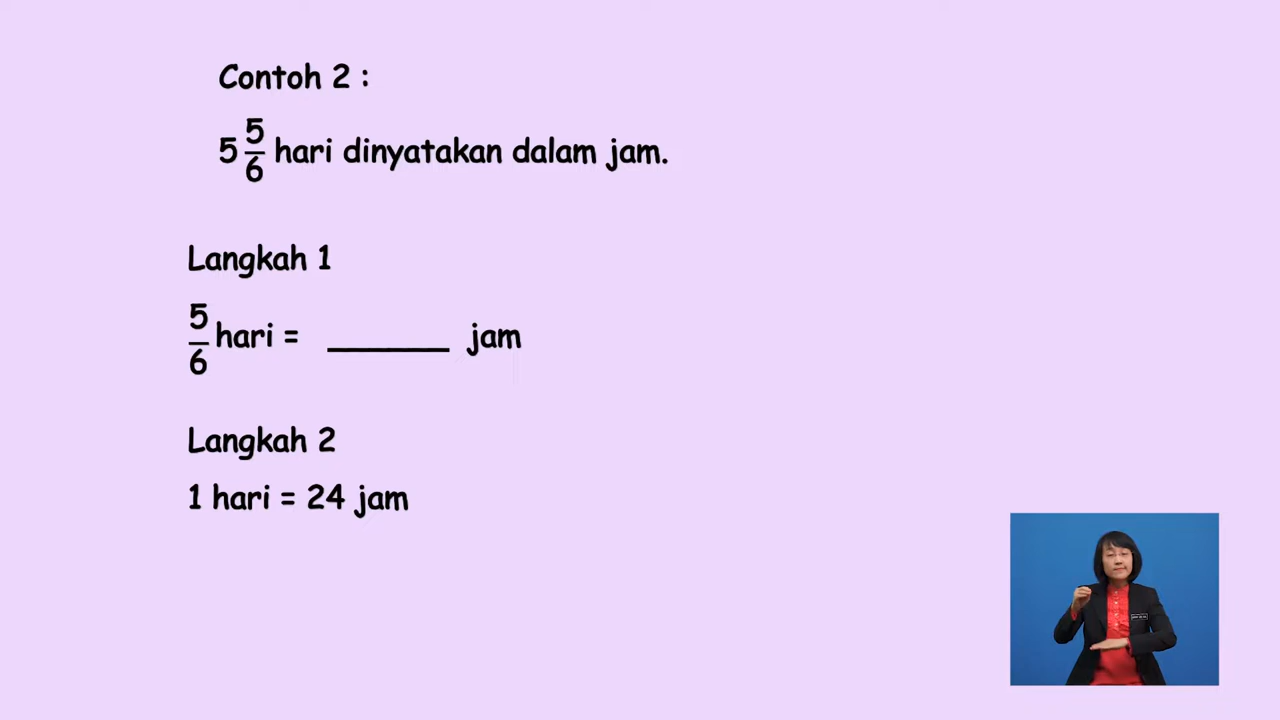 Contoh 2 :
5 5/6 hari dinyatakan dalam jam.
Langkah 1
5/6 hari = ______ jam
Langkah 2
1 hari = 24 jam